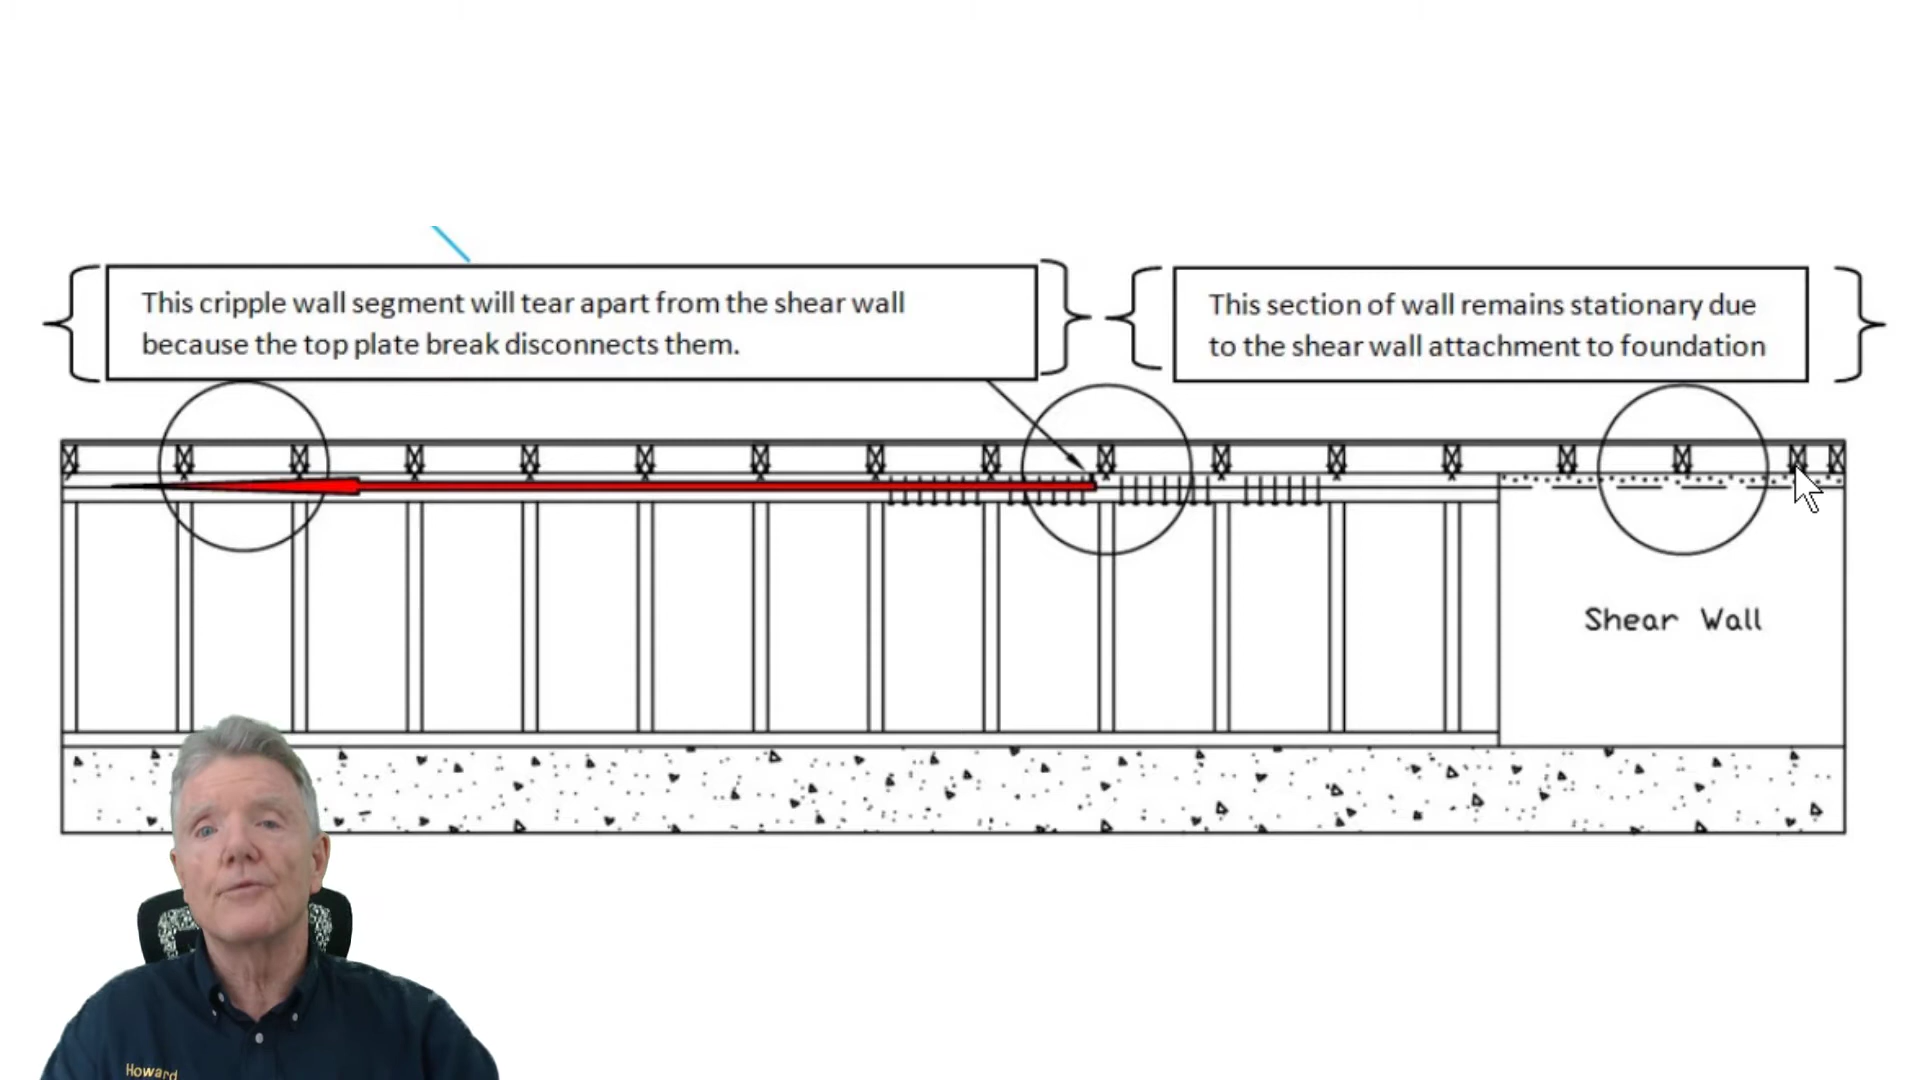 This cripple wall segment will tear apart from the shear wall
because the top plate break disconnects them.
This section of wall remains stationary due
to the shear wall attachment to foundation
Shear Wall
Howard